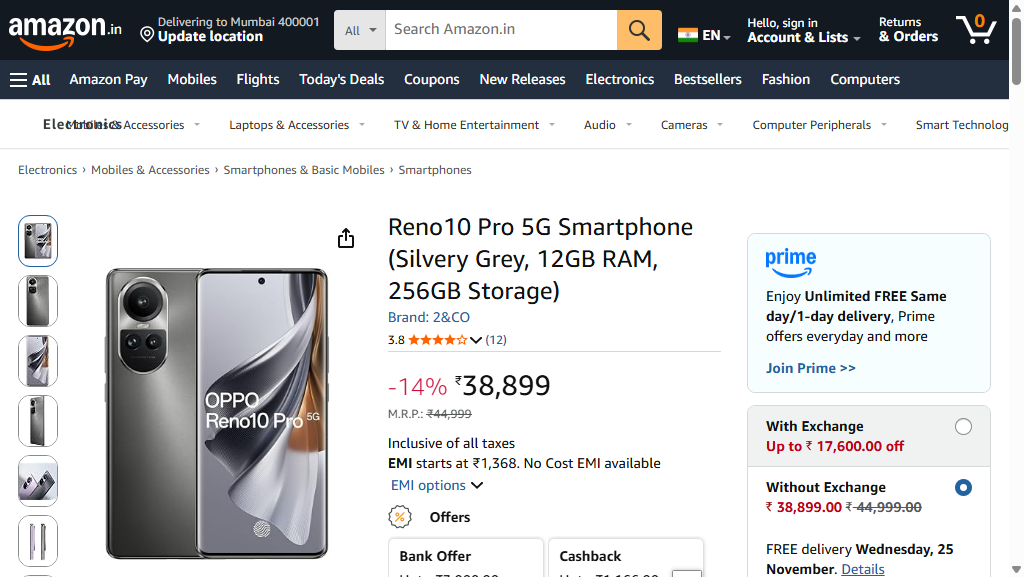 amazon.in
Delivering to Mumbai 400001
Update location
All
Search Amazon.in
EN
Hello, sign in
Account & Lists
Returns
& Orders
0
All
Amazon Pay
Mobiles
Flights
Today's Deals
Coupons
New Releases
Electronics
Bestsellers
Fashion
Computers
Electronics
Mobiles & Accessories
Laptops & Accessories
TV & Home Entertainment
Audio
Cameras
Computer Peripherals
Smart Technolog
Electronics › Mobiles & Accessories › Smartphones & Basic Mobiles › Smartphones
OPPO
Reno10 Pro 5G
Reno10 Pro 5G Smartphone
(Silvery Grey, 12GB RAM,
256GB Storage)
Brand: 2&CO
3.8 (12)
-14% ₹38,899
M.R.P.: ₹44,999
Inclusive of all taxes
EMI starts at ₹1,368. No Cost EMI available
EMI options
% Offers
Bank Offer
Cashback
prime
Enjoy Unlimited FREE Same
day/1-day delivery, Prime
offers everyday and more
Join Prime >>
With Exchange
Up to ₹ 17,600.00 off
Without Exchange
₹ 38,899.00 ₹ 44,999.00
FREE delivery Wednesday, 25
November. Details